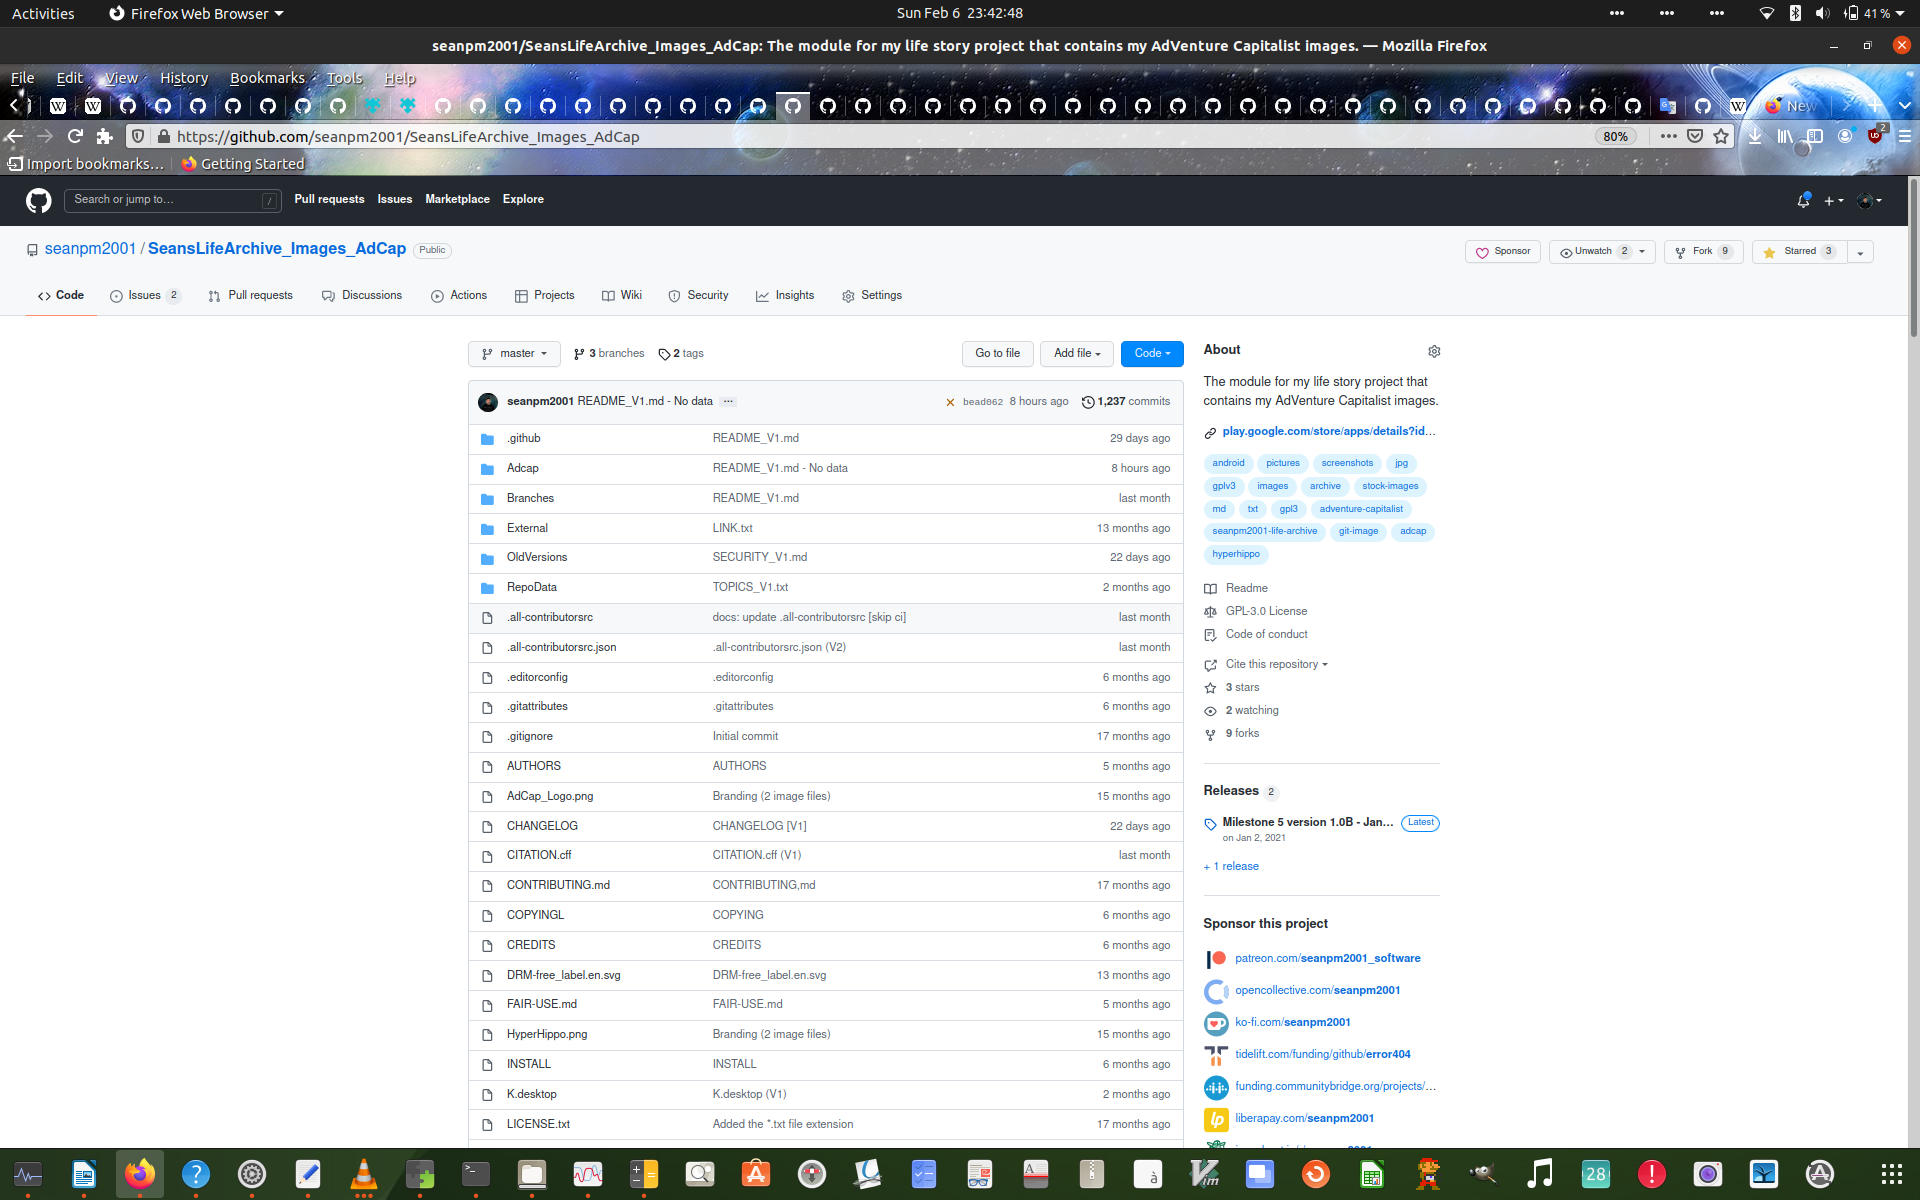 Activities Firefox Web Browser Sun Feb 6 23:42:48 41 %
seanpm2001/SeansLifeArchive_Images_AdCap: The module for my life story project that contains my AdVenture Capitalist images. — Mozilla Firefox
File Edit View History Bookmarks Tools Help
New
https://github.com/seanpm2001/SeansLifeArchive_Images_AdCap 80% 2
Import bookmarks… Getting Started
Search or jump to… / Pull requests Issues Marketplace Explore
seanpm2001 / SeansLifeArchive_Images_AdCap Public Sponsor Unwatch 2 Fork 9 Starred 3
Code Issues 2 Pull requests Discussions Actions Projects Wiki Security Insights Settings
master 3 branches 2 tags Go to file Add file Code
seanpm2001 README_V1.md - No data ... bead062 8 hours ago 1,237 commits
.github README_V1.md 29 days ago
Adcap README_V1.md - No data 8 hours ago
Branches README_V1.md last month
External LINK.txt 13 months ago
OldVersions SECURITY_V1.md 22 days ago
RepoData TOPICS_V1.txt 2 months ago
.all-contributorsrc docs: update .all-contributorsrc [skip ci] last month
.all-contributorsrc.json .all-contributorsrc.json (V2) last month
.editorconfig .editorconfig 6 months ago
.gitattributes .gitattributes 6 months ago
.gitignore Initial commit 17 months ago
AUTHORS AUTHORS 5 months ago
AdCap_Logo.png Branding (2 image files) 15 months ago
CHANGELOG CHANGELOG [V1] 22 days ago
CITATION.cff CITATION.cff (V1) last month
CONTRIBUTING.md CONTRIBUTING,md 17 months ago
COPYINGL COPYING 6 months ago
CREDITS CREDITS 6 months ago
DRM-free_label.en.svg DRM-free_label.en.svg 13 months ago
FAIR-USE.md FAIR-USE.md 5 months ago
HyperHippo.png Branding (2 image files) 15 months ago
INSTALL INSTALL 6 months ago
K.desktop K.desktop (V1) 2 months ago
LICENSE.txt Added the *.txt file extension 17 months ago
About
The module for my life story project that
contains my AdVenture Capitalist images.
play.google.com/store/apps/details?id…
android pictures screenshots jpg
gplv3 images archive stock-images
md txt gpl3 adventure-capitalist
seanpm2001-life-archive git-image adcap
hyperhippo
Readme
GPL-3.0 License
Code of conduct
Cite this repository
3 stars
2 watching
9 forks
Releases 2
Milestone 5 version 1.0B - Jan… Latest
on Jan 2, 2021
+ 1 release
Sponsor this project
patreon.com/seanpm2001_software
opencollective.com/seanpm2001
ko-fi.com/seanpm2001
tidelift.com/funding/github/error404
funding.communitybridge.org/projects/…
lp liberapay.com/seanpm2001
28